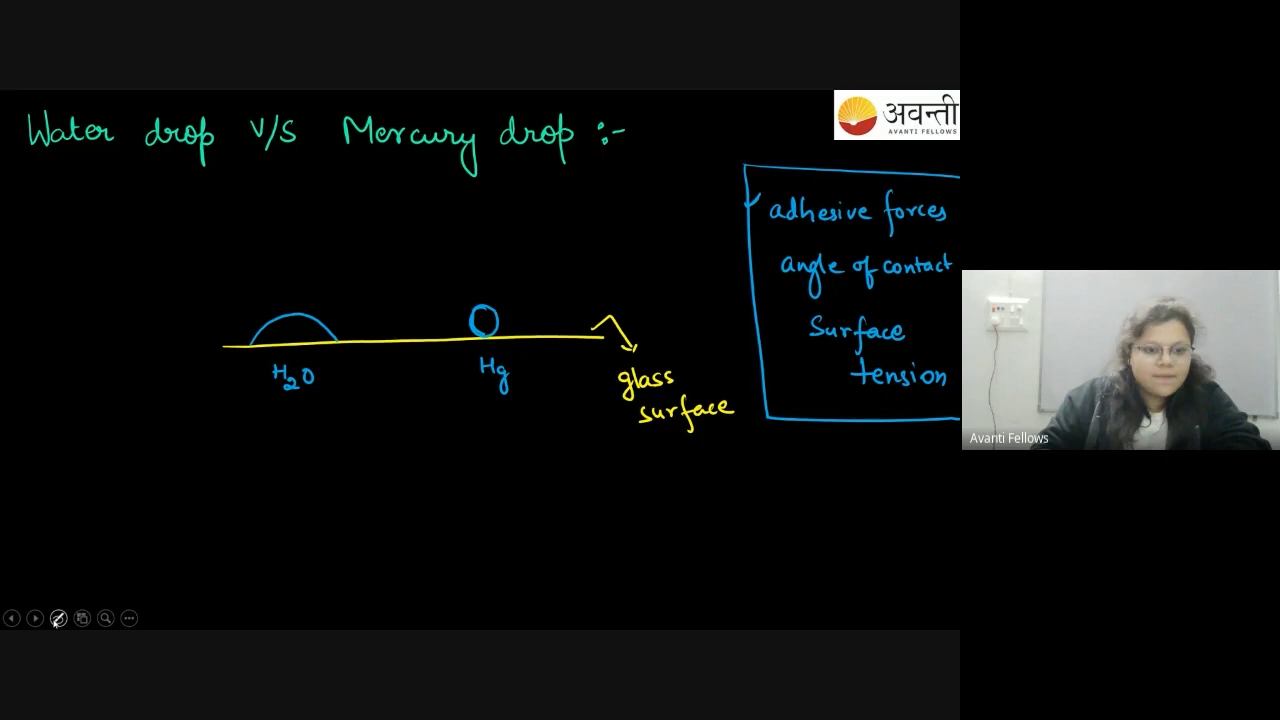 Water drop v/s Mercury drop :-
अवन्ती
AVANTI FELLOWS
adhesive forces
angle of contact
Surface
tension
H2O
Hg
glass
surface
Avanti Fellows